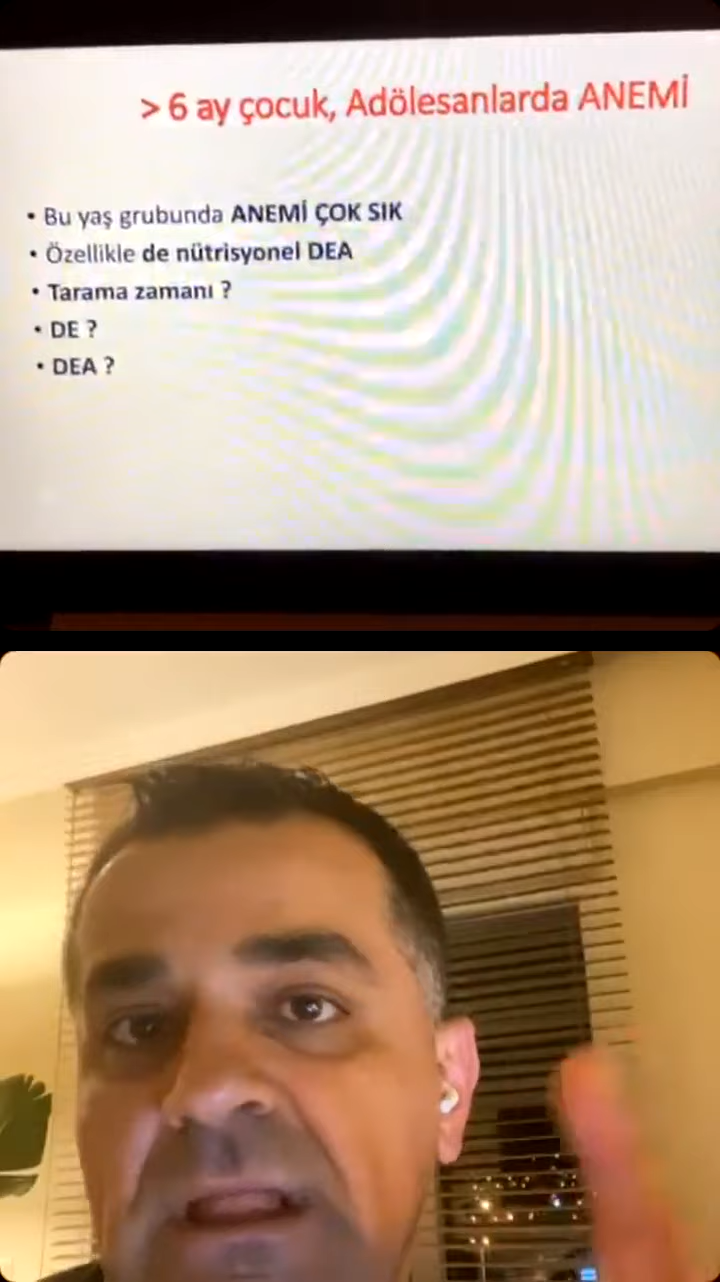 > 6 ay çocuk, Adölesanlarda ANEMİ
• Bu yaş grubunda ANEMİ ÇOK SIK
• Özellikle de nütrisyonel DEA
• Tarama zamanı ?
• DE ?
• DEA ?